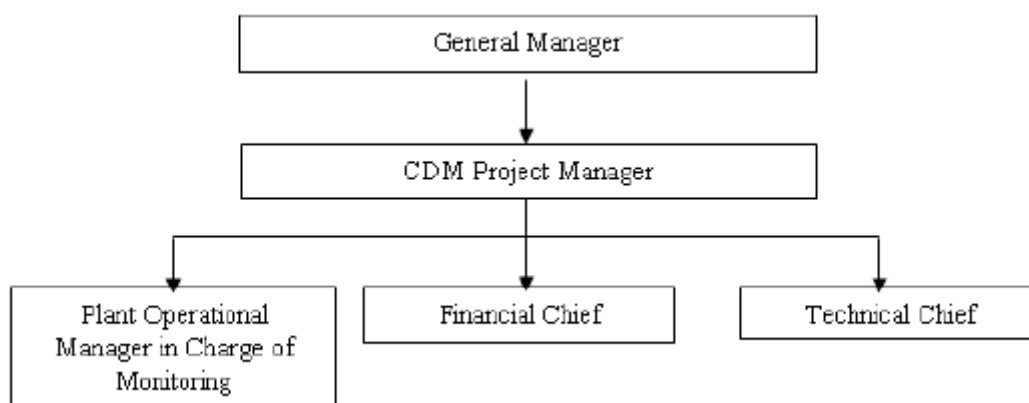 General Manager
CDM Project Manager
Plant Operational
Manager in Charge of
Monitoring
Financial Chief
Technical Chief